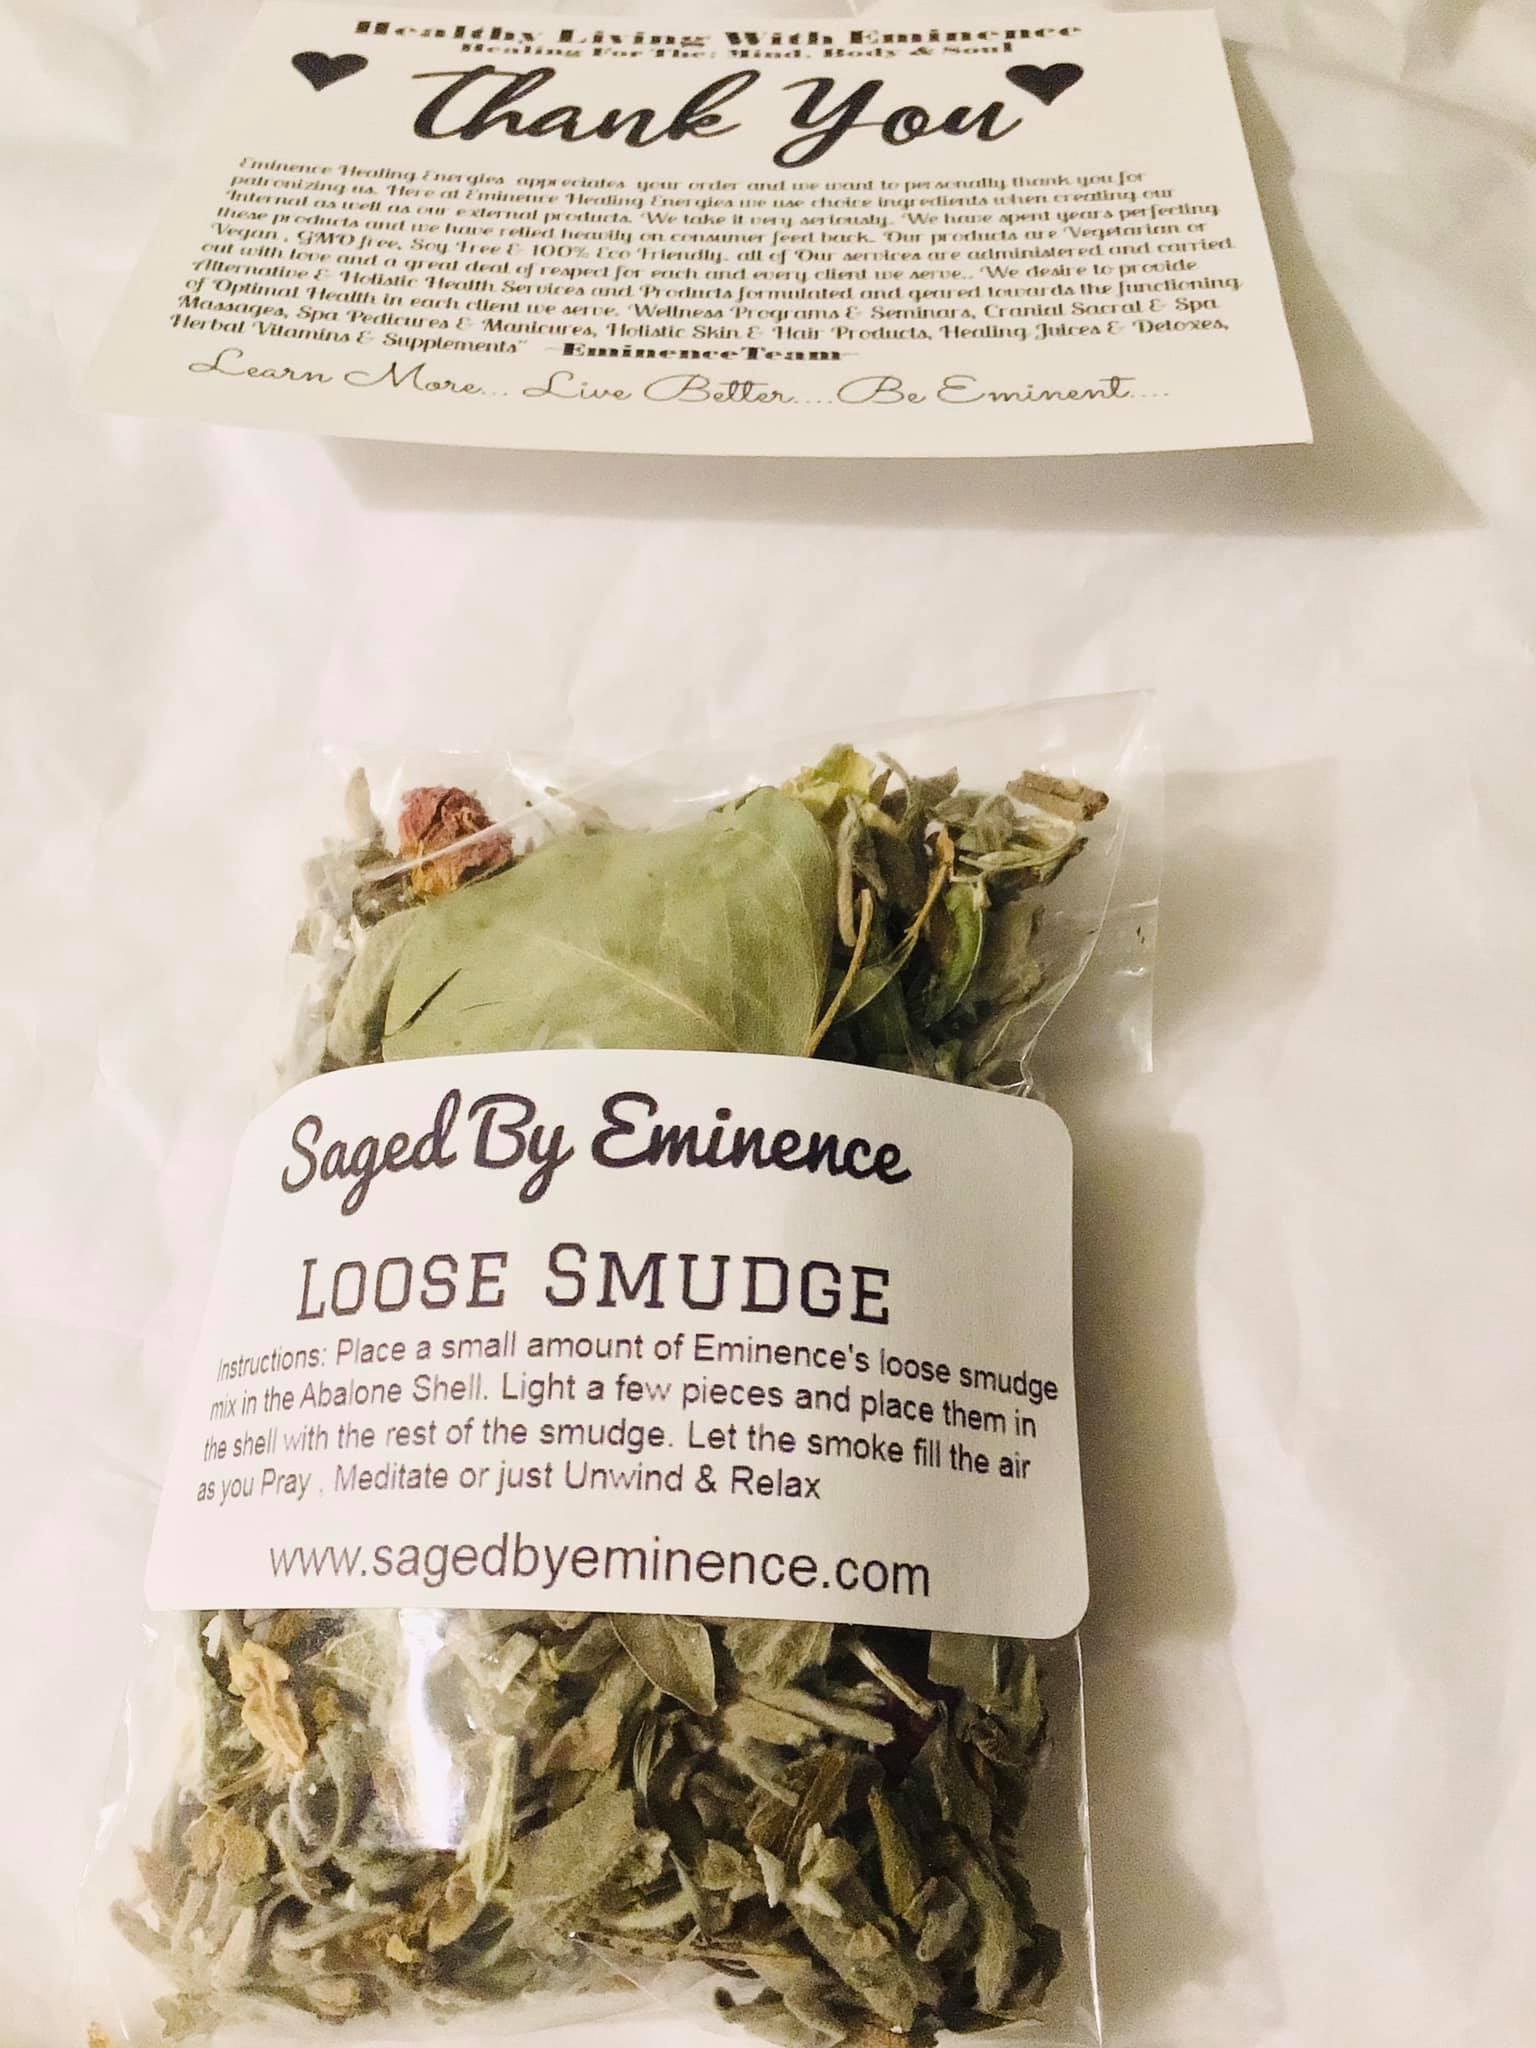 Healthy Living With Eminence
Healing For The: Mind, Body & Soul
Thank You
Eminence Healing Energies appreciates your order and we want to personally thank you for
patronizing us. Here at Eminence Healing Energies we use choice ingredients when creating our
Internal as well as our external products. We take it very seriously. We have spent years perfecting
these products and we have relied heavily on consumer feed back. Our products are Vegetarian or
Vegan , GMO free, Soy Free & 100% Eco Friendly. all of Our services are administered and carried
out with love and a great deal of respect for each and every client we serve.. We desire to provide
Alternative & Holistic Health Services and Products formulated and geared towards the functioning
of Optimal Health in each client we serve. Wellness Programs & Seminars, Cranial Sacral & Spa
Massages, Spa Pedicures & Manicures, Holistic Skin & Hair Products, Healing Juices & Detoxes,
Herbal Vitamins & Supplements" ~EminenceTeam~
Learn More... Live Better....Be Eminent....
Saged By Eminence
LOOSE SMUDGE
Instructions: Place a small amount of Eminence's loose smudge
mix in the Abalone Shell. Light a few pieces and place them in
the shell with the rest of the smudge. Let the smoke fill the air
as you Pray , Meditate or just Unwind & Relax
www.sagedbyeminence.com